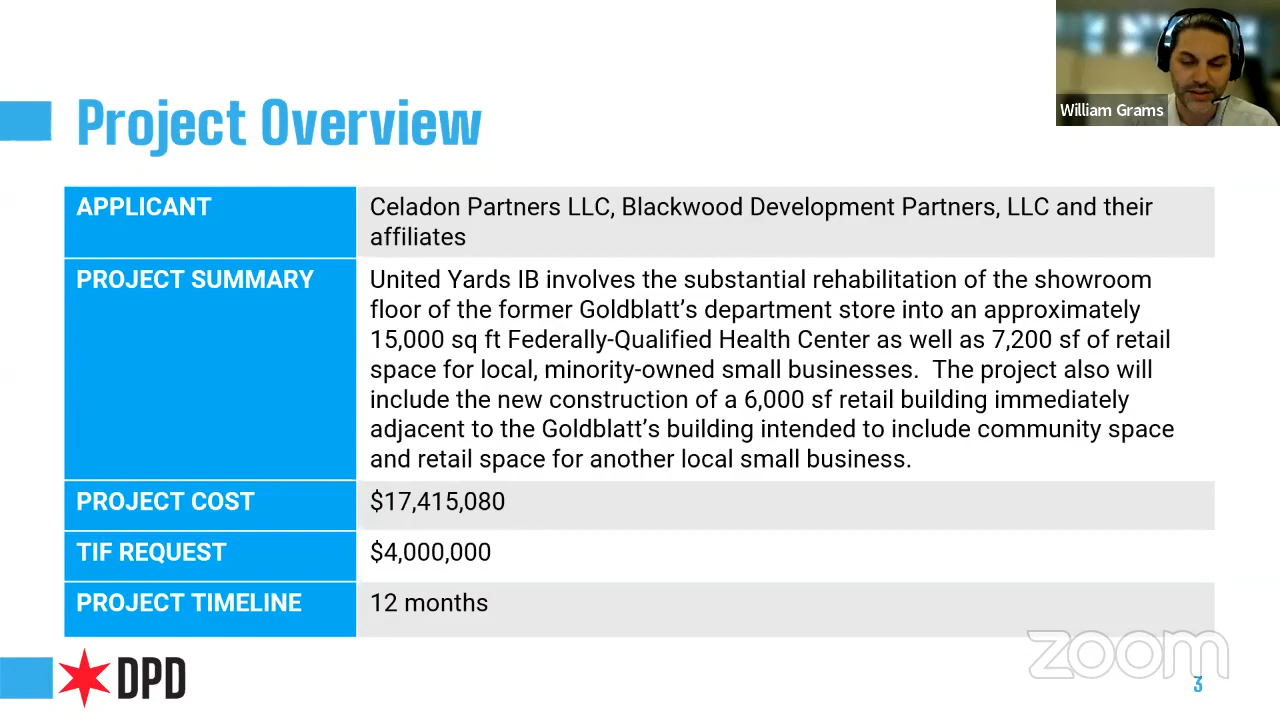 William Grams
Project Overview
APPLICANT
Celadon Partners LLC, Blackwood Development Partners, LLC and their
affiliates
PROJECT SUMMARY
United Yards IB involves the substantial rehabilitation of the showroom
floor of the former Goldblatt’s department store into an approximately
15,000 sq ft Federally-Qualified Health Center as well as 7,200 sf of retail
space for local, minority-owned small businesses.  The project also will
include the new construction of a 6,000 sf retail building immediately
adjacent to the Goldblatt’s building intended to include community space
and retail space for another local small business.
PROJECT COST
$17,415,080
TIF REQUEST
$4,000,000
PROJECT TIMELINE
12 months
DPD
zoom
3